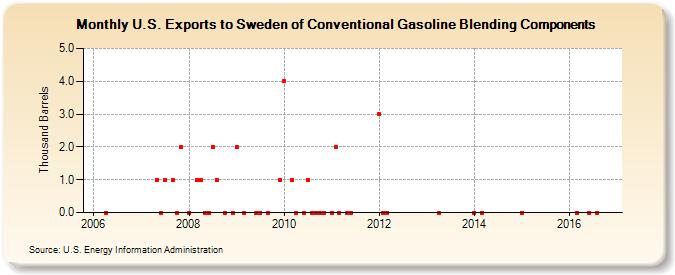 Monthly U.S. Exports to Sweden of Conventional Gasoline Blending Components
Thousand Barrels
5.0
4.0
3.0
2.0
1.0
0.0
2006 2008 2010 2012 2014 2016
Source: U.S. Energy Information Administration